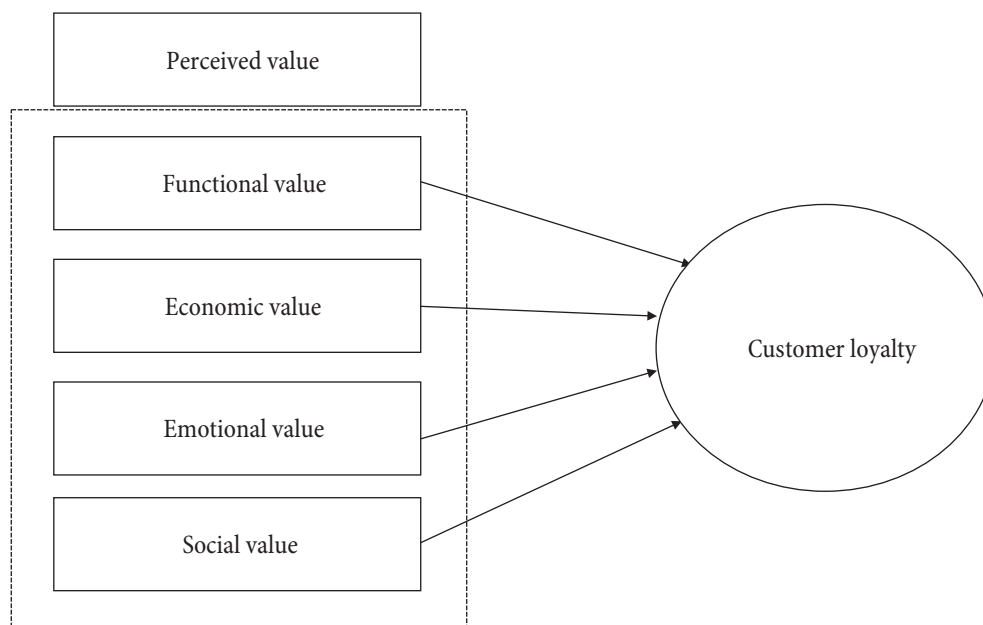 Perceived value
Functional value
Economic value
Emotional value
Social value
Customer loyalty